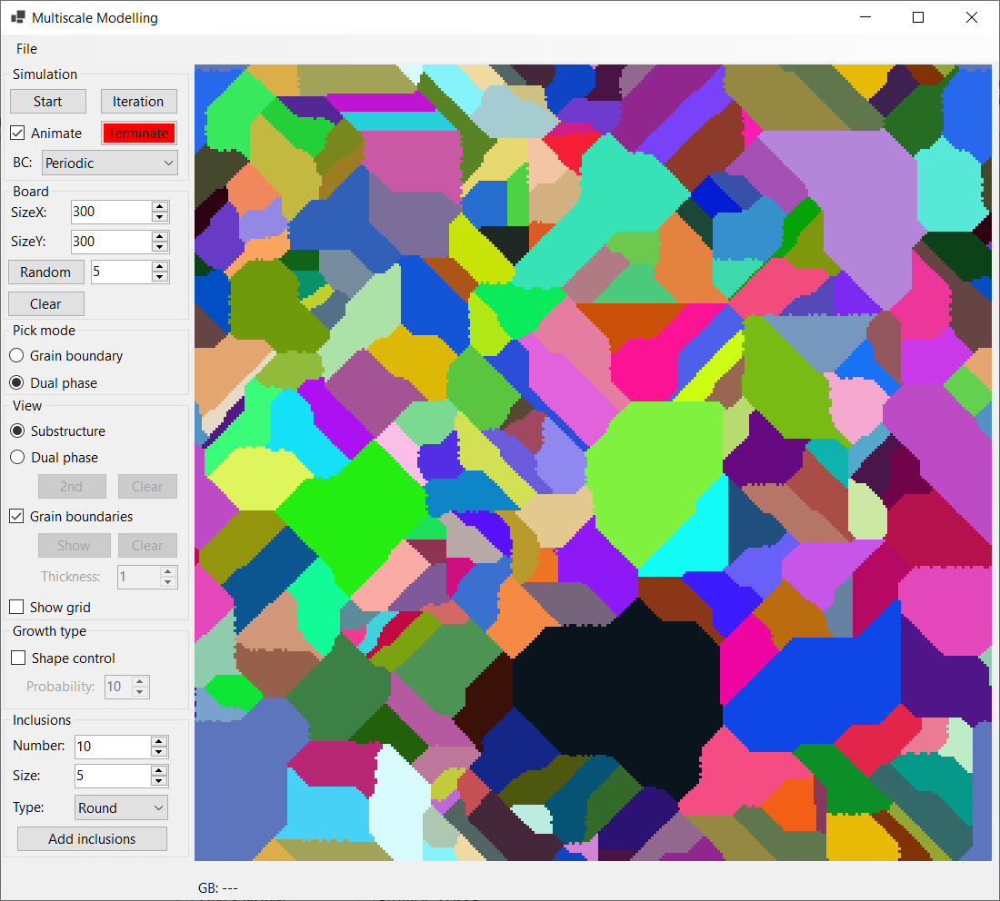 Multiscale Modelling
File
Simulation
Start Iteration
Animate Terminate
BC: Periodic
Board
SizeX: 300
SizeY: 300
Random 5
Clear
Pick mode
Grain boundary
Dual phase
View
Substructure
Dual phase
2nd Clear
Grain boundaries
Show Clear
Thickness: 1
Show grid
Growth type
Shape control
Probability: 10
Inclusions
Number: 10
Size: 5
Type: Round
Add inclusions
GB: ---